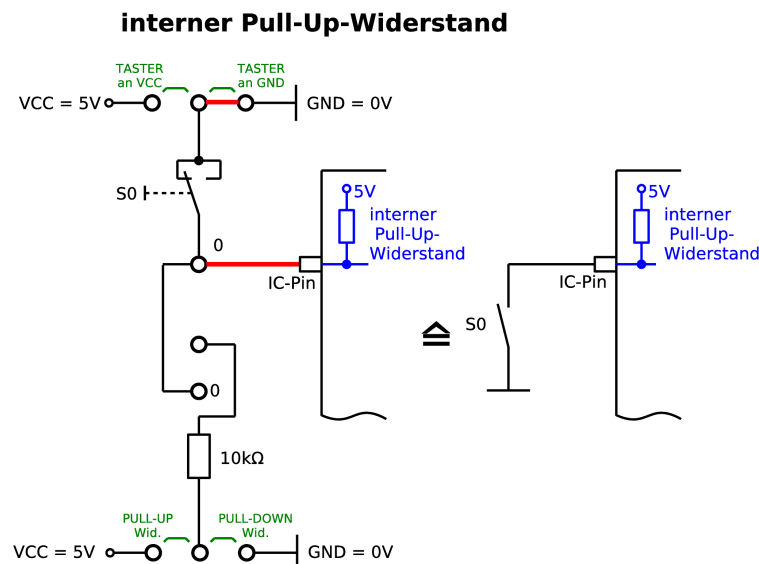 interner Pull-Up-Widerstand
TASTER
an VCC
TASTER
an GND
VCC = 5V
GND = 0V
S0
0
IC-Pin
5V
interner
Pull-Up-
Widerstand
0
10kΩ
PULL-UP
Wid.
PULL-DOWN
Wid.
VCC = 5V
GND = 0V
S0
IC-Pin
5V
interner
Pull-Up-
Widerstand